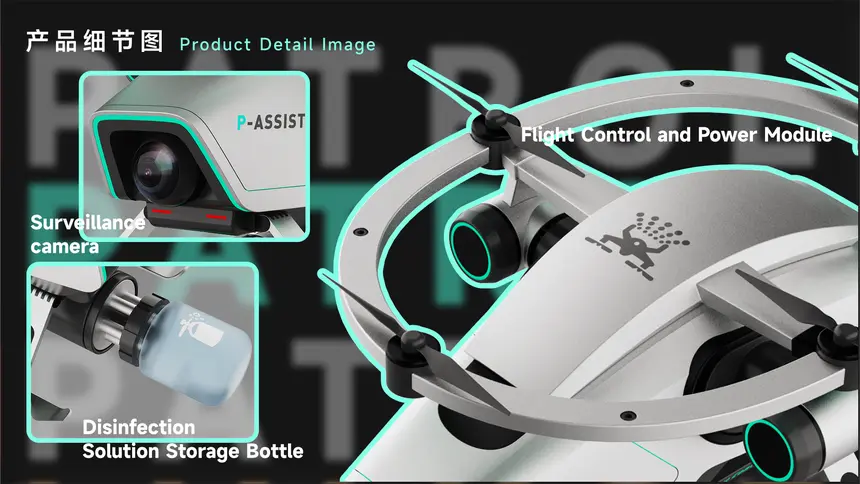 产品细节图 Product Detail Image
PATROL
P-ASSIST
Flight Control and Power Module
Surveillance
camera
Disinfection
Solution Storage Bottle